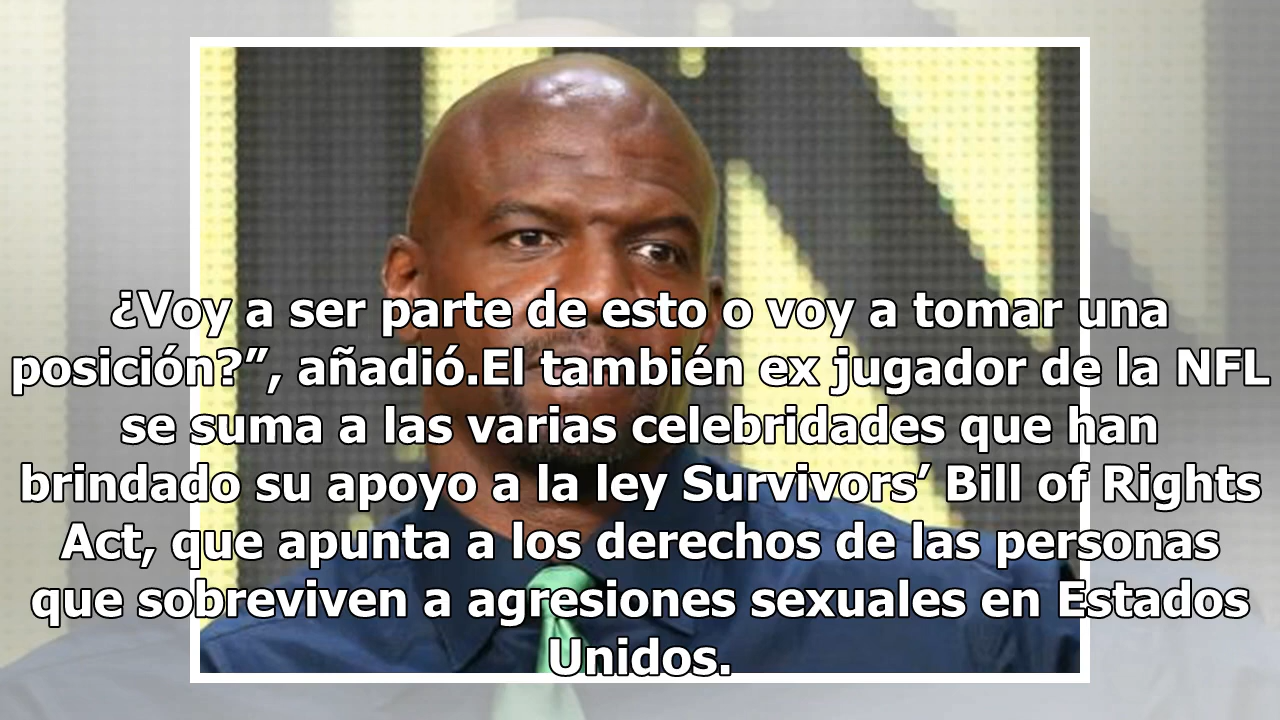 ¿Voy a ser parte de esto o voy a tomar una
posición?”, añadió.El también ex jugador de la NFL
se suma a las varias celebridades que han
brindado su apoyo a la ley Survivors’ Bill of Rights
Act, que apunta a los derechos de las personas
que sobreviven a agresiones sexuales en Estados
Unidos.